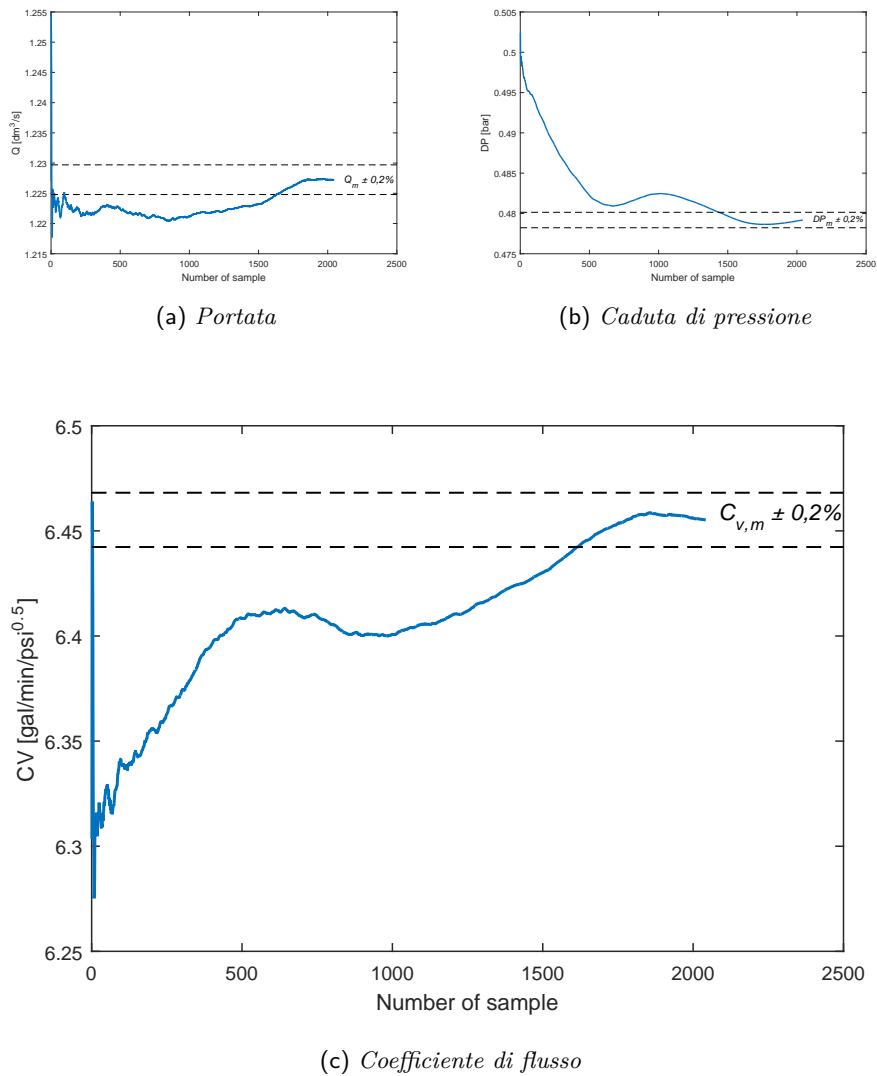 1.255
1.25
1.245
1.24
1.235
1.23
1.225
1.22
1.215
Q [dm³/s]
Q_m ± 0,2%
0 500 1000 1500 2000 2500
Number of sample
(a) Portata
0.505
0.5
0.495
0.49
0.485
0.48
0.475
DP [bar]
DP_m ± 0,2%
0 500 1000 1500 2000 2500
Number of sample
(b) Caduta di pressione
6.5
6.45
6.4
6.35
6.3
6.25
CV [gal/min/psi^0.5]
C_v,m ± 0,2%
0 500 1000 1500 2000 2500
Number of sample
(c) Coefficiente di flusso